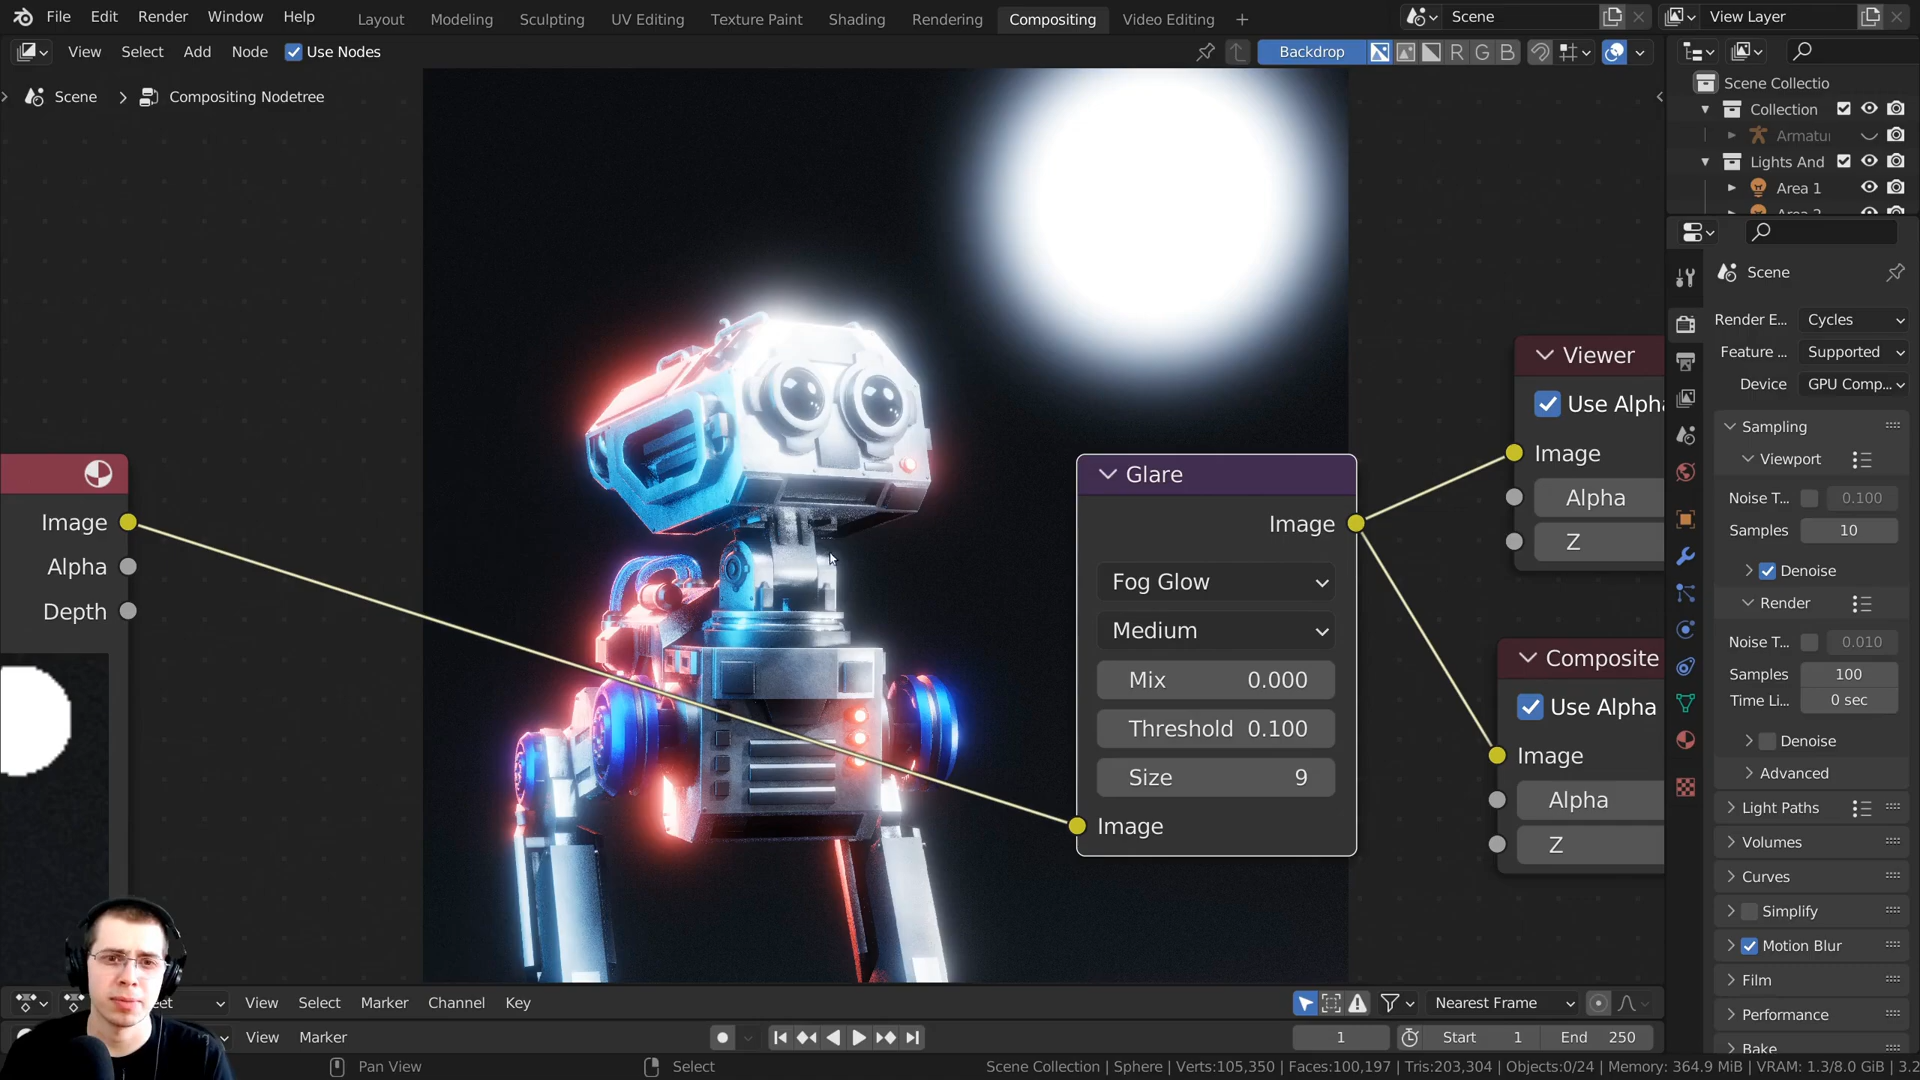 File Edit Render Window Help
Layout Modeling Sculpting UV Editing Texture Paint Shading Rendering Compositing Video Editing +
Scene
View Layer
View Select Add Node Use Nodes
Backdrop R G B
Scene > Compositing Nodetree
Scene Collectio
Collection
Armatu
Lights And
Area 1
Scene
Render E... Cycles
Feature ... Supported
Device GPU Comp...
Sampling
Viewport
Noise T... 0.100
Samples 10
Denoise
Render
Noise T... 0.010
Samples 100
Time Li... 0 sec
Denoise
Advanced
Light Paths
Volumes
Curves
Simplify
Motion Blur
Film
Performance
Bake
Image
Alpha
Depth
Glare
Image
Fog Glow
Medium
Mix 0.000
Threshold 0.100
Size 9
Image
Viewer
Use Alpha
Image
Alpha
Z
Composite
Use Alpha
Image
Alpha
Z
View Select Marker Channel Key
Nearest Frame
View Marker
1 Start 1 End 250
Pan View Select
Scene Collection | Sphere | Verts:105,350 | Faces:100,197 | Tris:203,304 | Objects:0/24 | Memory: 364.9 MiB | VRAM: 1.3/8.0 GiB | 3.2